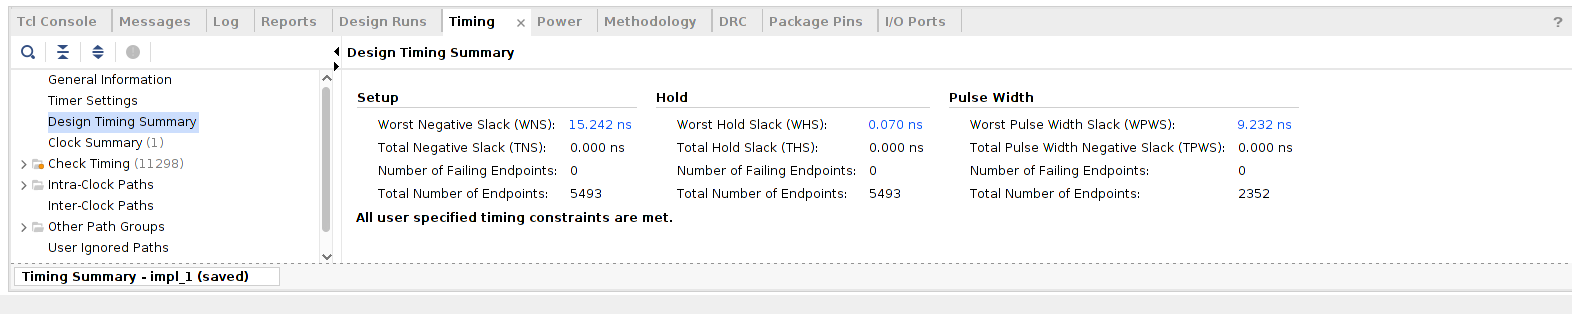 Tcl Console Messages Log Reports Design Runs Timing × Power Methodology DRC Package Pins I/O Ports ?
Design Timing Summary
General Information
Timer Settings
Design Timing Summary
Clock Summary (1)
Check Timing (11298)
Intra-Clock Paths
Inter-Clock Paths
Other Path Groups
User Ignored Paths
Setup
Worst Negative Slack (WNS): 15.242 ns
Total Negative Slack (TNS): 0.000 ns
Number of Failing Endpoints: 0
Total Number of Endpoints: 5493
Hold
Worst Hold Slack (WHS): 0.070 ns
Total Hold Slack (THS): 0.000 ns
Number of Failing Endpoints: 0
Total Number of Endpoints: 5493
Pulse Width
Worst Pulse Width Slack (WPWS): 9.232 ns
Total Pulse Width Negative Slack (TPWS): 0.000 ns
Number of Failing Endpoints: 0
Total Number of Endpoints: 2352
All user specified timing constraints are met.
Timing Summary - impl_1 (saved)